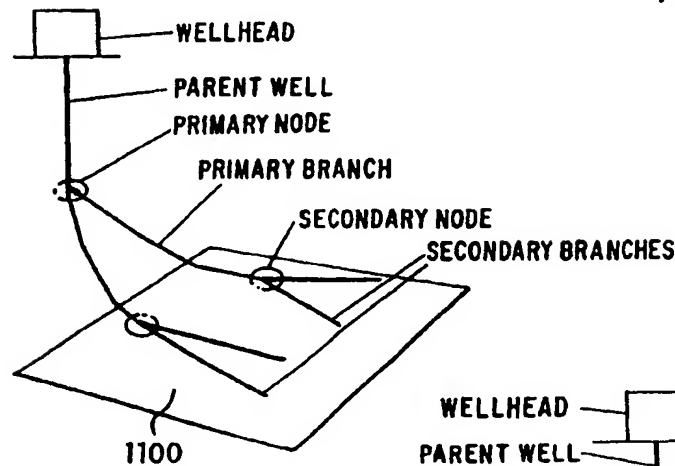 WELLHEAD
PARENT WELL
PRIMARY NODE
PRIMARY BRANCH
SECONDARY NODE
SECONDARY BRANCHES
1100
WELLHEAD
PARENT WELL